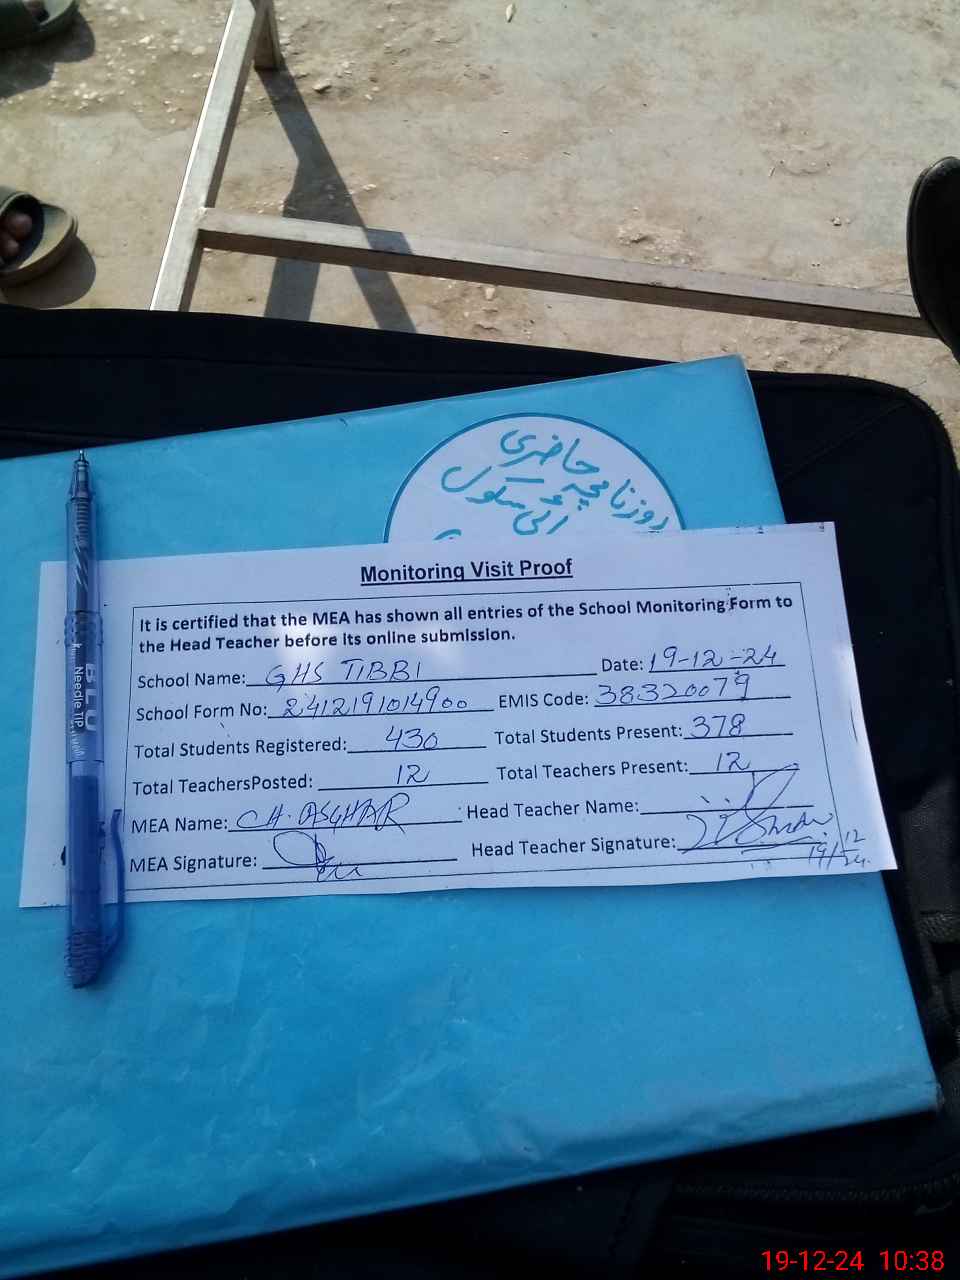 روزنامچہ حاضری
ہائی سکول
Monitoring Visit Proof
It is certified that the MEA has shown all entries of the School Monitoring Form to
the Head Teacher before its online submission.
School Name: GHS TIBBI Date: 19-12-24
School Form No: 2412191014900 EMIS Code: 38320079
Total Students Registered: 430 Total Students Present: 378
Total TeachersPosted: 12 Total Teachers Present: 12
MEA Name: CH. ASGHAR Head Teacher Name:
MEA Signature: Head Teacher Signature:
19/12/24
BLU
Needle TIP
19-12-24 10:38